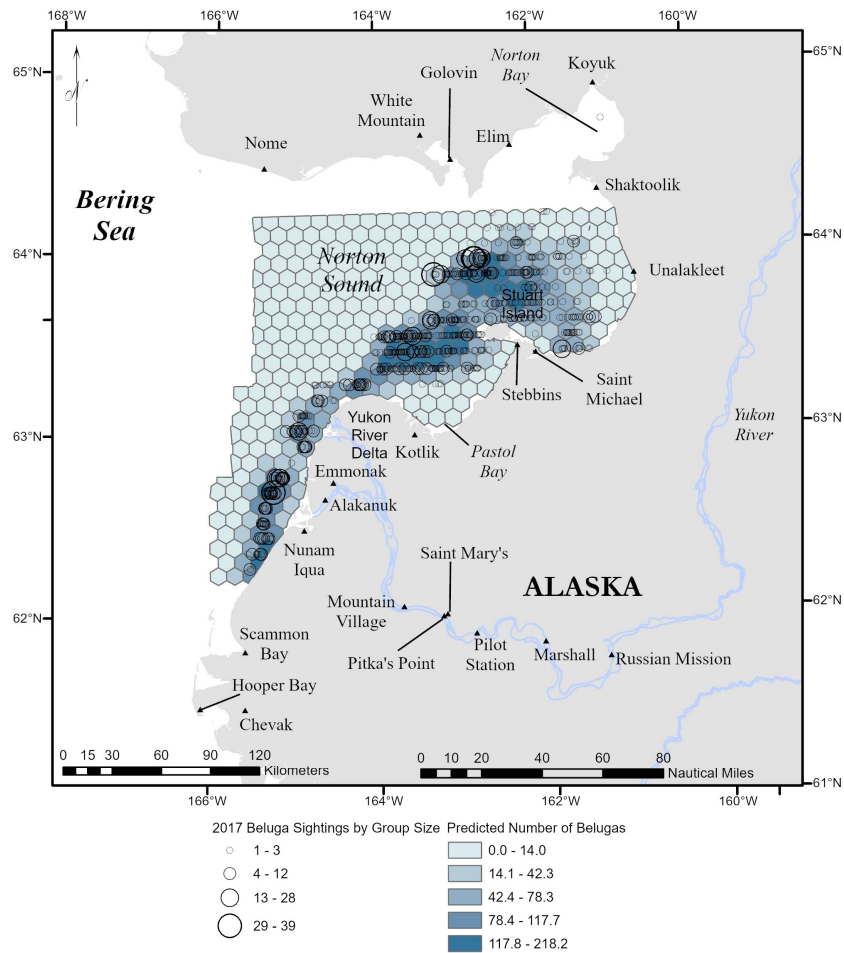 168°W 166°W 164°W 162°W 160°W
65°N
65°N
Norton
Bay
Koyuk
Golovin
White
Mountain
Elim
Nome
Shaktoolik
N
Bering
Sea
64°N
64°N
Norton
Sound
Unalakleet
Stuart
Island
Stebbins
Saint
Michael
63°N
63°N
Yukon
River
Delta
Kotlik
Pastol
Bay
Yukon
River
Emmonak
Alakanuk
Nunam
Iqua
Saint Mary's
ALASKA
62°N
62°N
Mountain
Village
Pitka's Point
Pilot
Station
Marshall
Russian Mission
Scammon
Bay
Hooper Bay
Chevak
0 15 30 60 90 120
Kilometers
0 10 20 40 60 80
Nautical Miles
61°N
166°W 164°W 162°W 160°W
2017 Beluga Sightings by Group Size
1 - 3
4 - 12
13 - 28
29 - 39
Predicted Number of Belugas
0.0 - 14.0
14.1 - 42.3
42.4 - 78.3
78.4 - 117.7
117.8 - 218.2